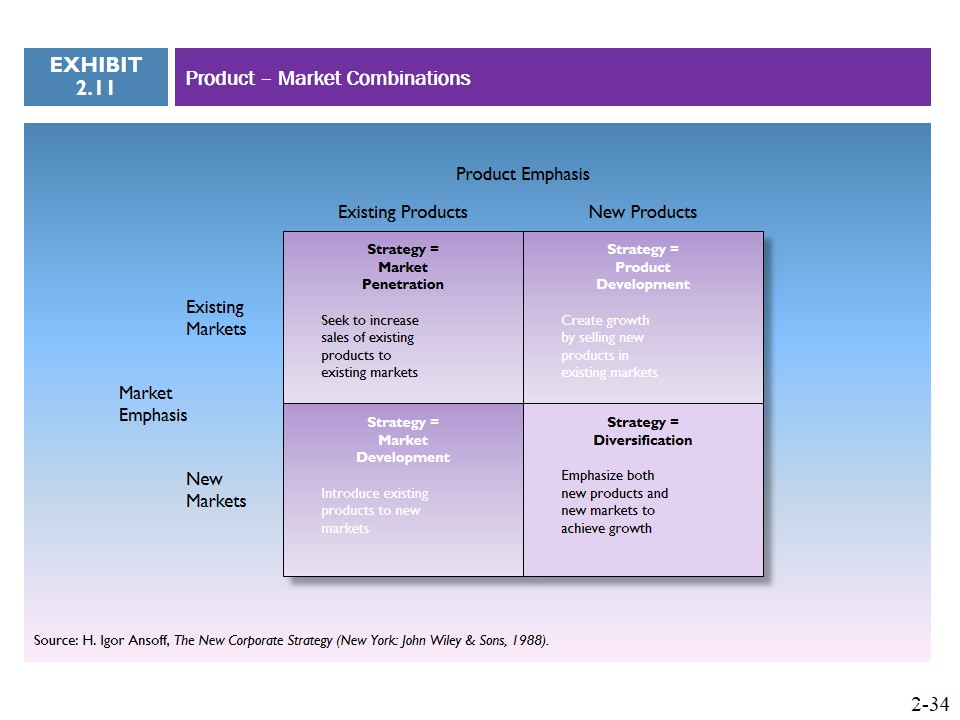 EXHIBIT
2.11
Product – Market Combinations
Product Emphasis
Existing Products
New Products
Existing
Markets
Strategy =
Market
Penetration
Seek to increase
sales of existing
products to
existing markets
Strategy =
Product
Development
Create growth
by selling new
products in
existing markets
Market
Emphasis
New
Markets
Strategy =
Market
Development
Introduce existing
products to new
markets
Strategy =
Diversification
Emphasize both
new products and
new markets to
achieve growth
Source: H. Igor Ansoff, The New Corporate Strategy (New York: John Wiley & Sons, 1988).
2-34